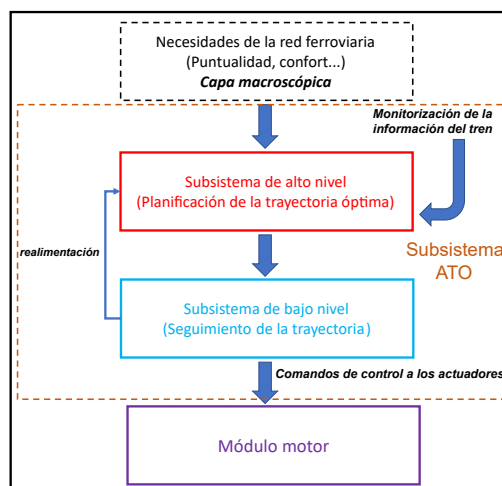 Necesidades de la red ferroviaria
(Puntualidad, confort...)
Capa macroscópica
Monitorización de la
información del tren
Subsistema de alto nivel
(Planificación de la trayectoria óptima)
realimentación
Subsistema
ATO
Subsistema de bajo nivel
(Seguimiento de la trayectoria)
Comandos de control a los actuadores
Módulo motor